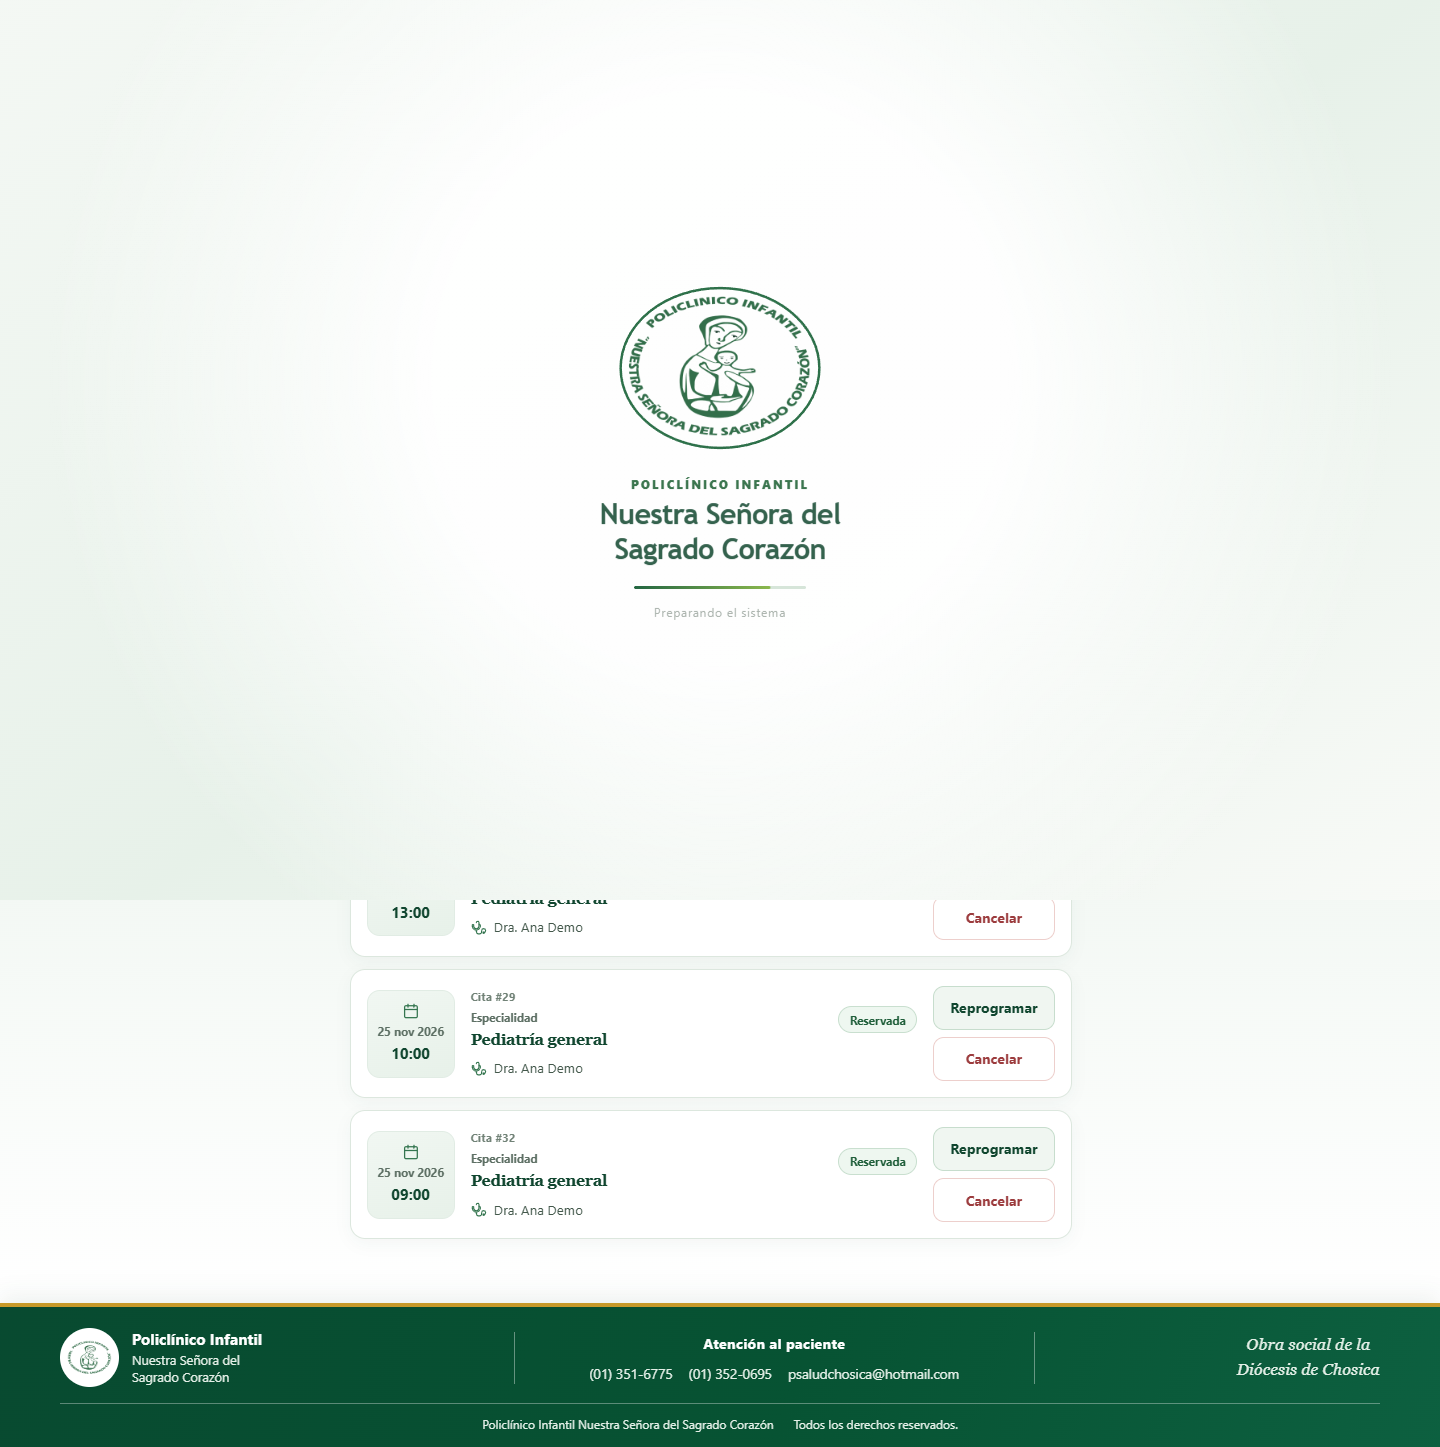 POLICLINICO INFANTIL
"NUESTRA SEÑORA DEL SAGRADO CORAZÓN"
POLICLÍNICO INFANTIL
Nuestra Señora del
Sagrado Corazón
Preparando el sistema
Pediatría general
13:00
Dra. Ana Demo
Cancelar
Cita #29
Especialidad
25 nov 2026
10:00
Pediatría general
Dra. Ana Demo
Reservada
Reprogramar
Cancelar
Cita #32
Especialidad
25 nov 2026
09:00
Pediatría general
Dra. Ana Demo
Reservada
Reprogramar
Cancelar
Policlínico Infantil
Nuestra Señora del
Sagrado Corazón
Atención al paciente
(01) 351-6775 (01) 352-0695 psaludchosica@hotmail.com
Obra social de la
Diócesis de Chosica
Policlínico Infantil Nuestra Señora del Sagrado Corazón Todos los derechos reservados.